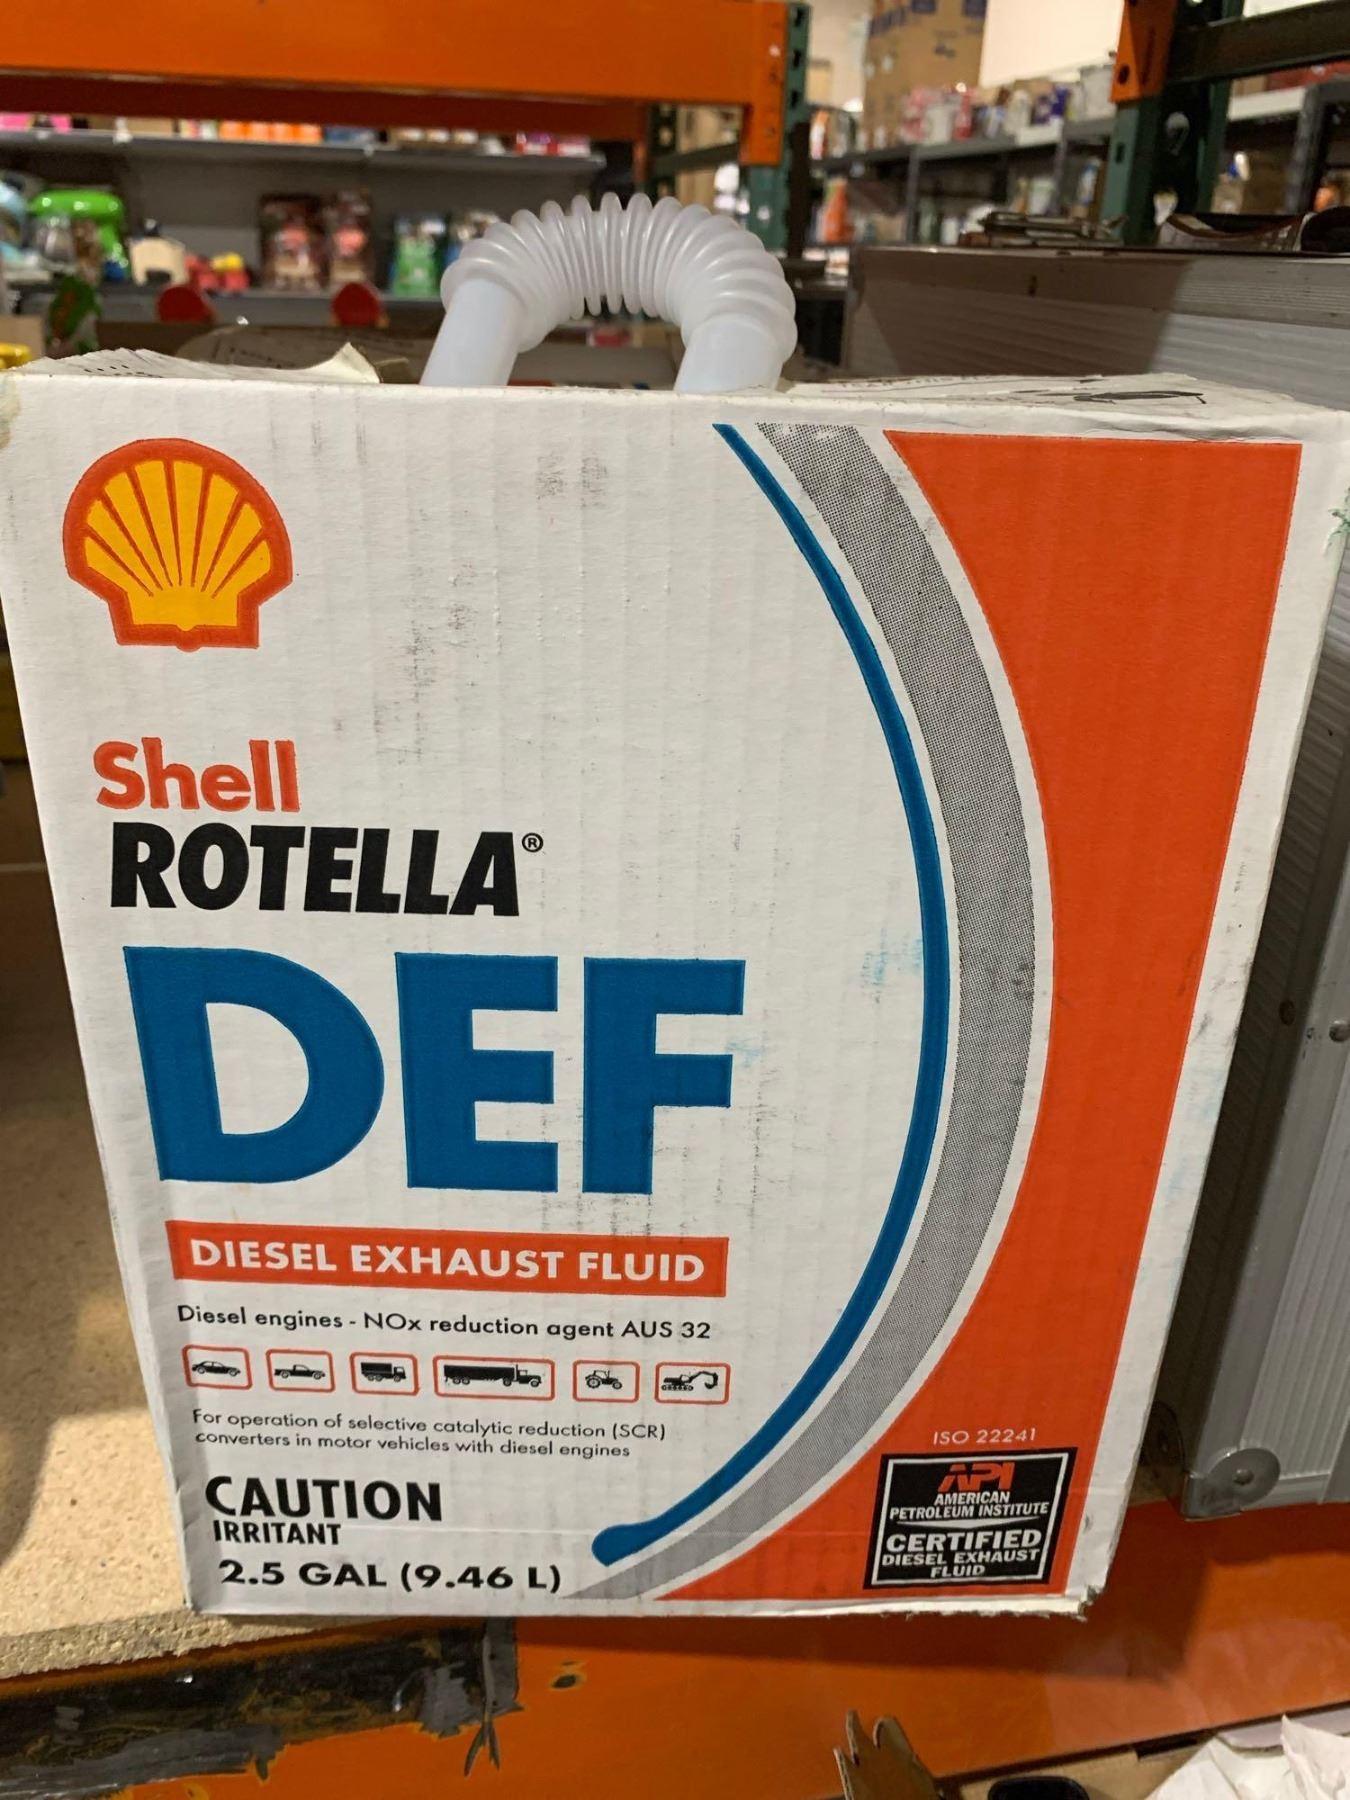 Shell
ROTELLA®
DEF
DIESEL EXHAUST FLUID
Diesel engines - NOx reduction agent AUS 32
For operation of selective catalytic reduction (SCR)
converters in motor vehicles with diesel engines
CAUTION
IRRITANT
2.5 GAL (9.46 L)
ISO 22241
API
AMERICAN
PETROLEUM INSTITUTE
CERTIFIED
DIESEL EXHAUST
FLUID